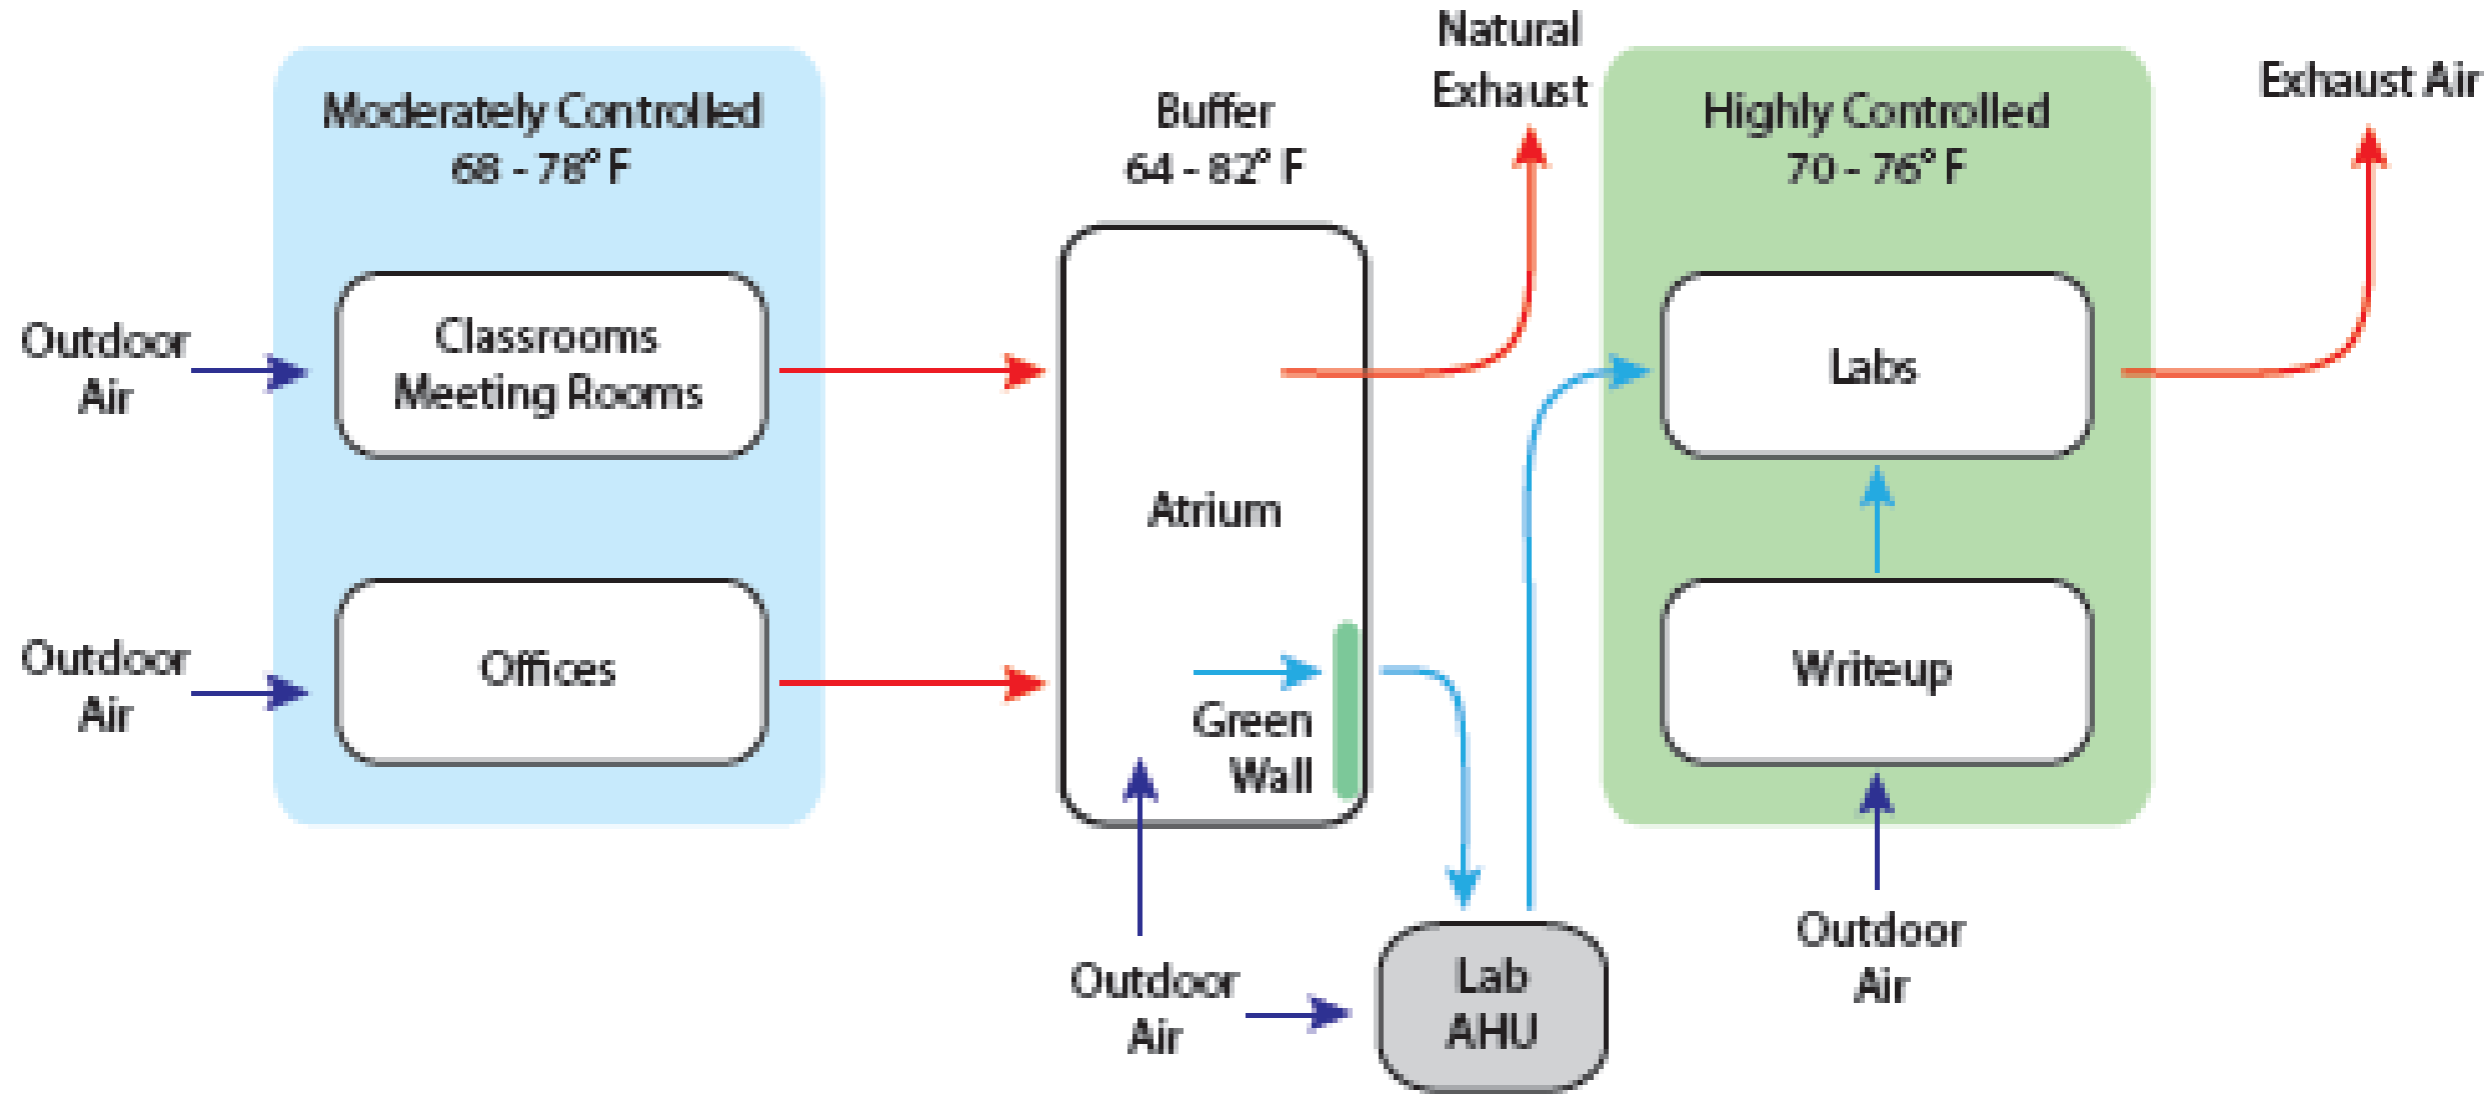 Moderately Controlled
68 - 78° F
Outdoor
Air
Classrooms
Meeting Rooms
Outdoor
Air
Offices
Buffer
64 - 82° F
Atrium
Green
Wall
Natural
Exhaust
Outdoor
Air
Lab
AHU
Highly Controlled
70 - 76° F
Labs
Writeup
Outdoor
Air
Exhaust Air